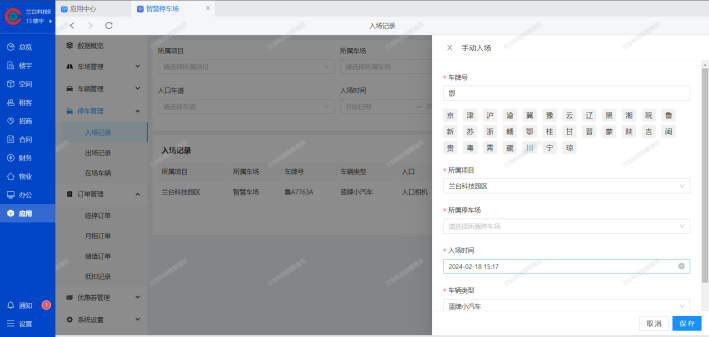 兰台科技园
13 楼宇
应用中心
智慧停车场
入场记录
总览
楼宇
空间
租客
招商
合同
财务
物业
办公
应用
通知
1
设置
数据概览
车场管理
车辆管理
停车管理
入场记录
出场记录
在场车辆
订单管理
临停订单
月租订单
储值订单
抵扣记录
优惠券管理
系统设置
所属项目
所属车场
请选择所属项目
请选择所属车场
入口车道
入场时间
请选择车道
开始日期
入场记录
所属项目 所属车场 车牌号 车辆类型 入口
兰台科技园区 智慧车场 鲁A7763A 蓝牌小汽车 入口相机
手动入场
* 车牌号
鄂
京 津 沪 渝 冀 豫 云 辽 黑 湘 皖 鲁
新 苏 浙 赣 鄂 桂 甘 晋 蒙 陕 吉 闽
贵 粤 青 藏 川 宁 琼
* 所属项目
兰台科技园区
* 所属停车场
请选择所属停车场
* 入场时间
2024-02-18 15:17
* 车辆类型
蓝牌小汽车
取消
保存